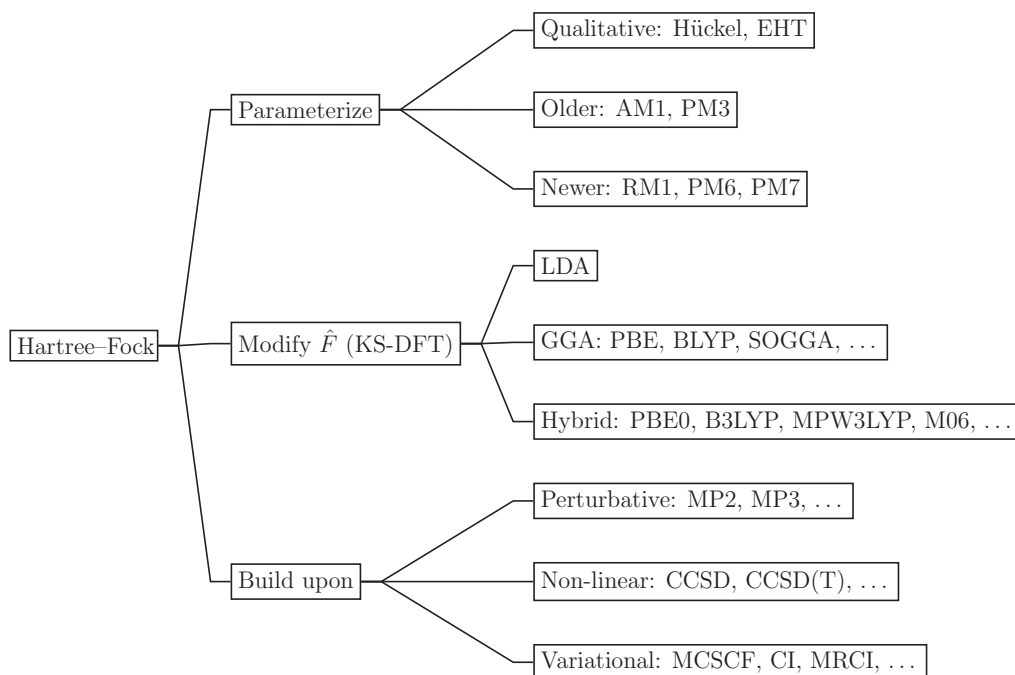 Qualitative: Hückel, EHT
Parameterize
Older: AM1, PM3
Newer: RM1, PM6, PM7
LDA
Hartree–Fock
Modify F̂ (KS-DFT)
GGA: PBE, BLYP, SOGGA, . . .
Hybrid: PBE0, B3LYP, MPW3LYP, M06, . . .
Perturbative: MP2, MP3, . . .
Build upon
Non-linear: CCSD, CCSD(T), . . .
Variational: MCSCF, CI, MRCI, . . .